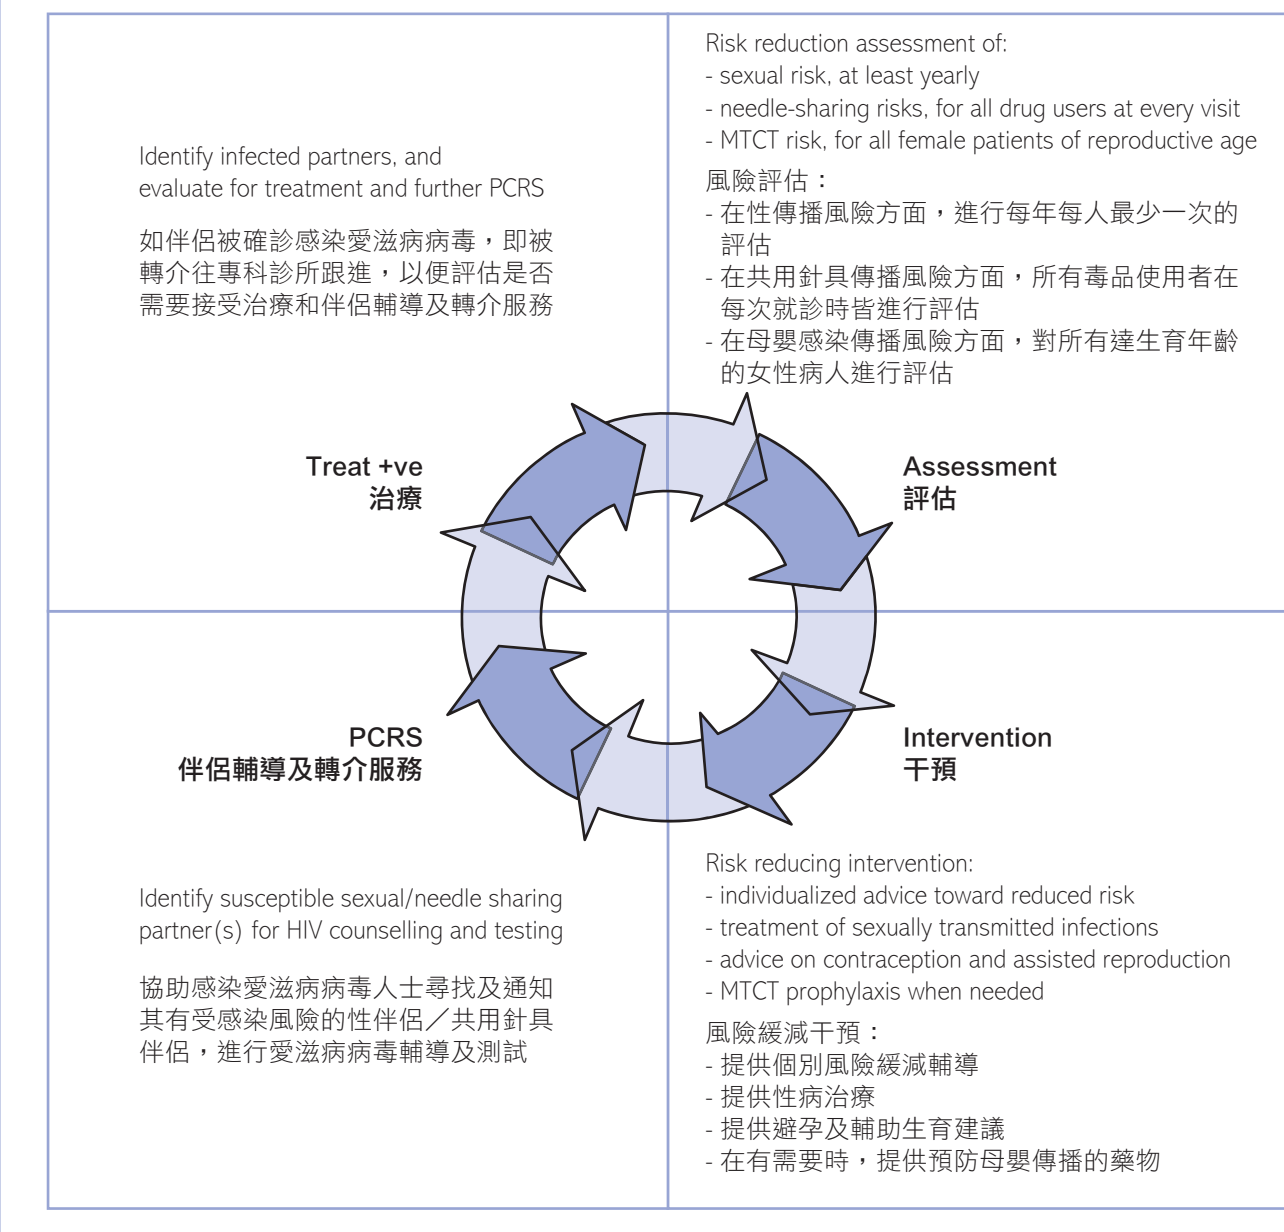 Identify infected partners, and
evaluate for treatment and further PCRS
如伴侶被確診感染愛滋病病毒，即被
轉介往專科診所跟進，以便評估是否
需要接受治療和伴侶輔導及轉介服務
Treat +ve
治療
Risk reduction assessment of:
- sexual risk, at least yearly
- needle-sharing risks, for all drug users at every visit
- MTCT risk, for all female patients of reproductive age
風險評估：
- 在性傳播風險方面，進行每年每人最少一次的
評估
- 在共用針具傳播風險方面，所有毒品使用者在
每次就診時皆進行評估
- 在母嬰感染傳播風險方面，對所有達生育年齡
的女性病人進行評估
Assessment
評估
PCRS
伴侶輔導及轉介服務
Identify susceptible sexual/needle sharing
partner(s) for HIV counselling and testing
協助感染愛滋病病毒人士尋找及通知
其有受感染風險的性伴侶／共用針具
伴侶，進行愛滋病病毒輔導及測試
Intervention
干預
Risk reducing intervention:
- individualized advice toward reduced risk
- treatment of sexually transmitted infections
- advice on contraception and assisted reproduction
- MTCT prophylaxis when needed
風險緩減干預：
- 提供個別風險緩減輔導
- 提供性病治療
- 提供避孕及輔助生育建議
- 在有需要時，提供預防母嬰傳播的藥物